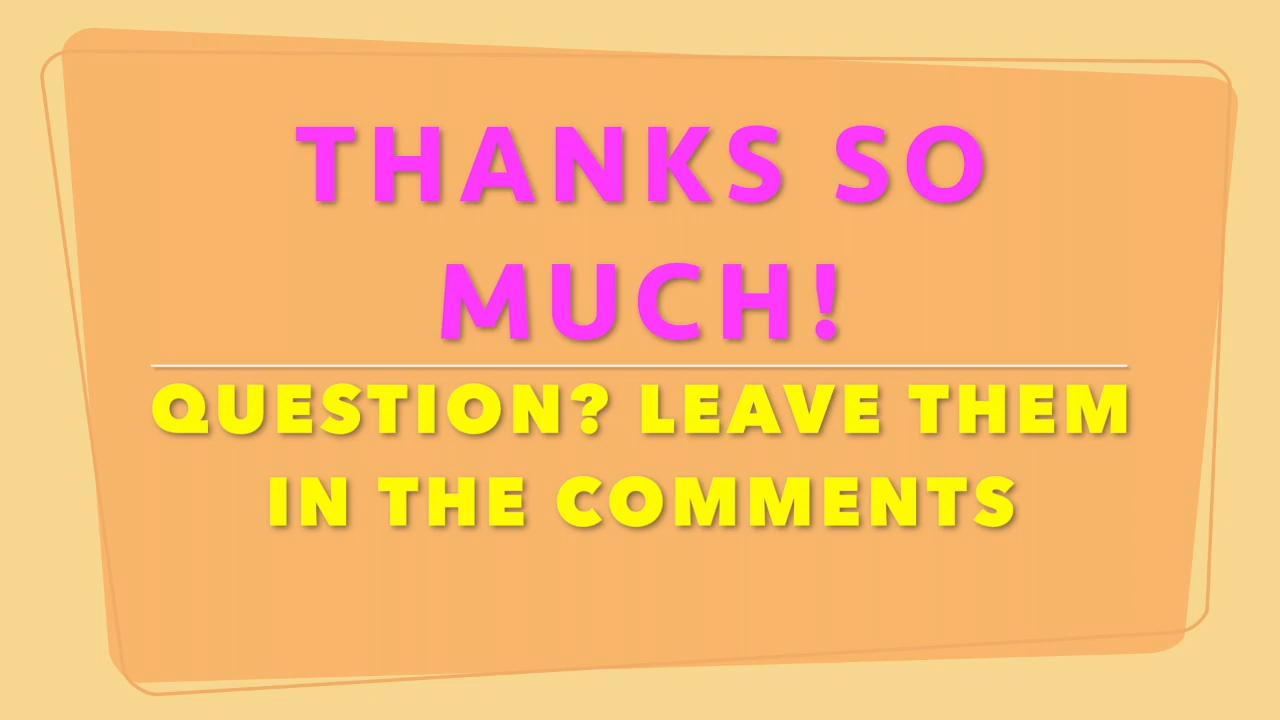 THANKS SO
MUCH!
QUESTION? LEAVE THEM
IN THE COMMENTS